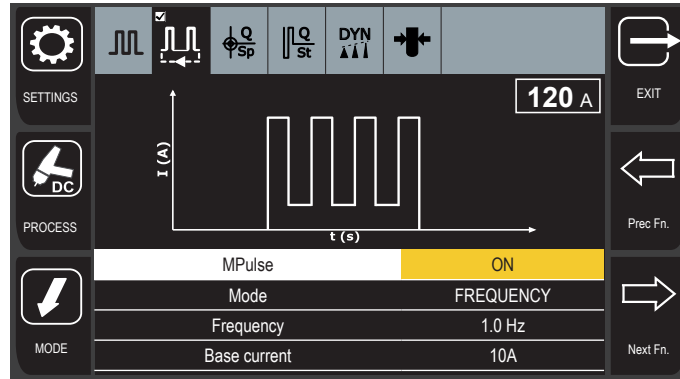 SETTINGS
DC
PROCESS
MODE
Q
Sp
Q
St
DYN
120 A
I (A)
t (s)
MPulse ON
Mode FREQUENCY
Frequency 1.0 Hz
Base current 10A
EXIT
Prec Fn.
Next Fn.